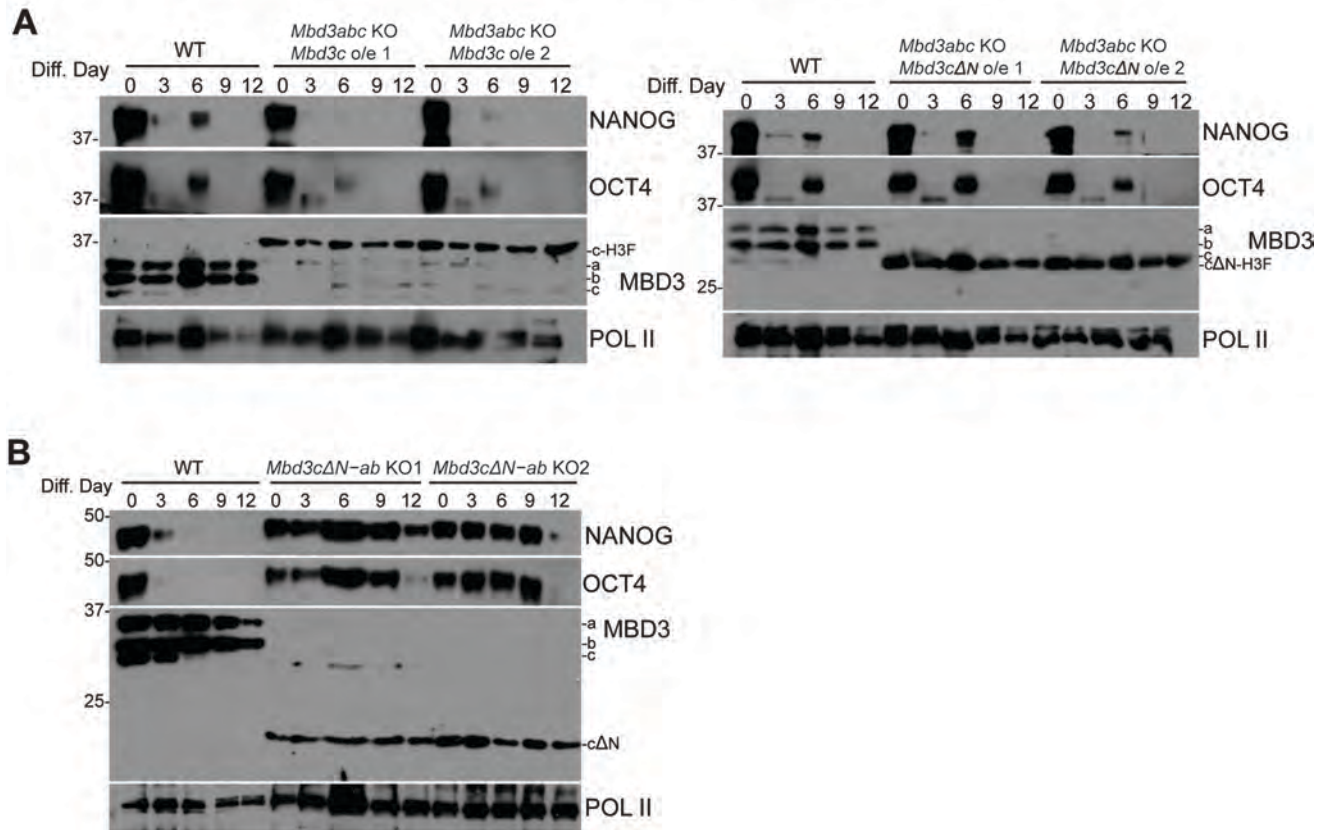 A
WT
Mbd3abc KO
Mbd3c o/e 1
Mbd3abc KO
Mbd3c o/e 2
Diff. Day 0 3 6 9 12 0 3 6 9 12 0 3 6 9 12
NANOG
37-
OCT4
37-
37-
-c-H3F
-a
-b
-c
MBD3
POL II
WT
Mbd3abc KO
Mbd3cΔN o/e 1
Mbd3abc KO
Mbd3cΔN o/e 2
Diff. Day 0 3 6 9 12 0 3 6 9 12 0 3 6 9 12
NANOG
37-
OCT4
37-
-a
-b
MBD3
-c
-cΔN-H3F
25-
POL II
B
WT
Mbd3cΔN−ab KO1
Mbd3cΔN−ab KO2
Diff. Day 0 3 6 9 12 0 3 6 9 12 0 3 6 9 12
50-
NANOG
50-
OCT4
37-
-a MBD3
-b
-c
25-
-cΔN
POL II